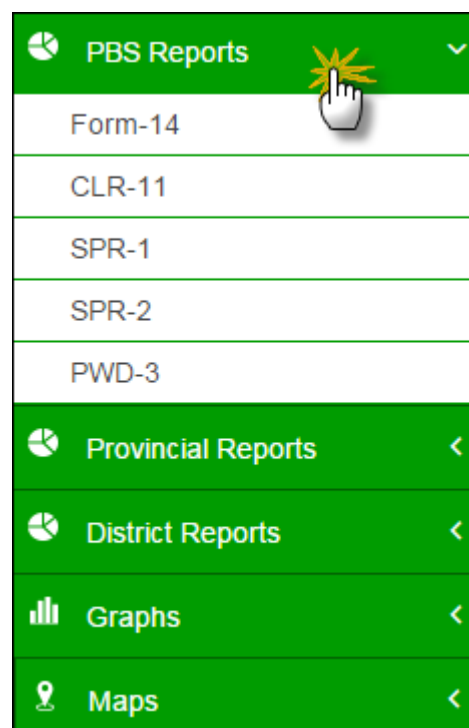 PBS Reports
Form-14
CLR-11
SPR-1
SPR-2
PWD-3
Provincial Reports
District Reports
Graphs
Maps